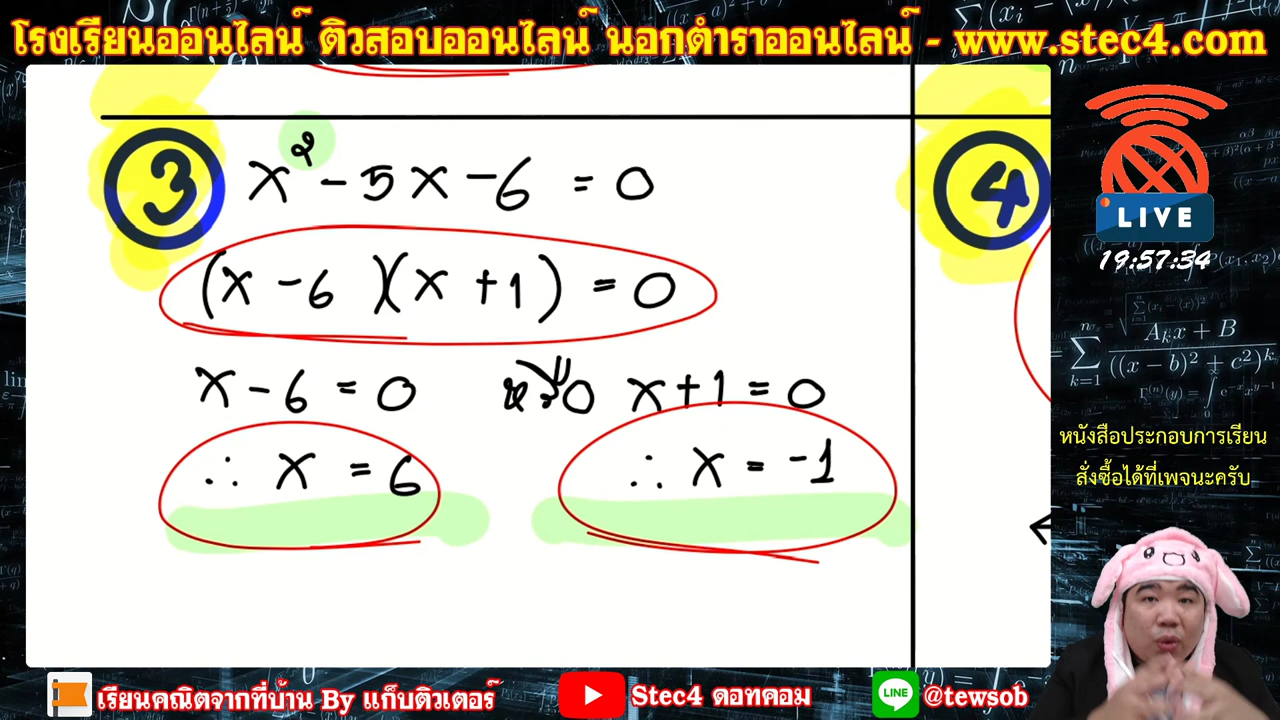 โรงเรียนออนไลน์ ติวสอบออนไลน์ นอกตำราออนไลน์ - www.stec4.com
③ x² - 5x - 6 = 0
④
(x - 6)(x + 1) = 0
x - 6 = 0 หรือ x + 1 = 0
∴ x = 6 ∴ x = -1
LIVE
19:57:34
หนังสือประกอบการเรียน
สั่งซื้อได้ที่เพจนะครับ
เรียนคณิตจากที่บ้าน By แก๊บติวเตอร์
Stec4 ดอทคอม
LINE @tewsob